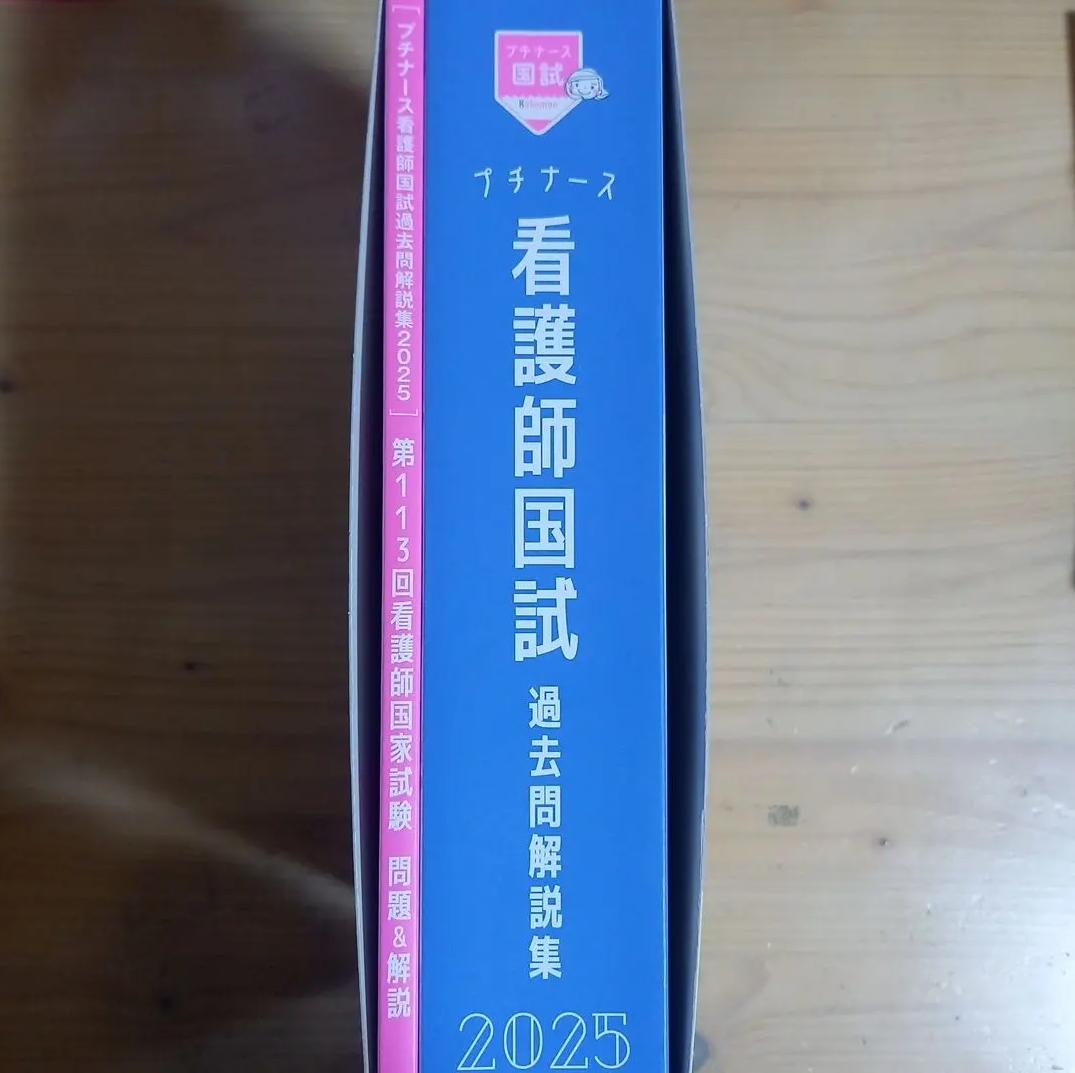 [プチナース看護師国試過去問解説集2025] 第113回看護師国家試験 問題&解説
プチナース
国試
プチナース
看護師国試
過去問解説集
2025